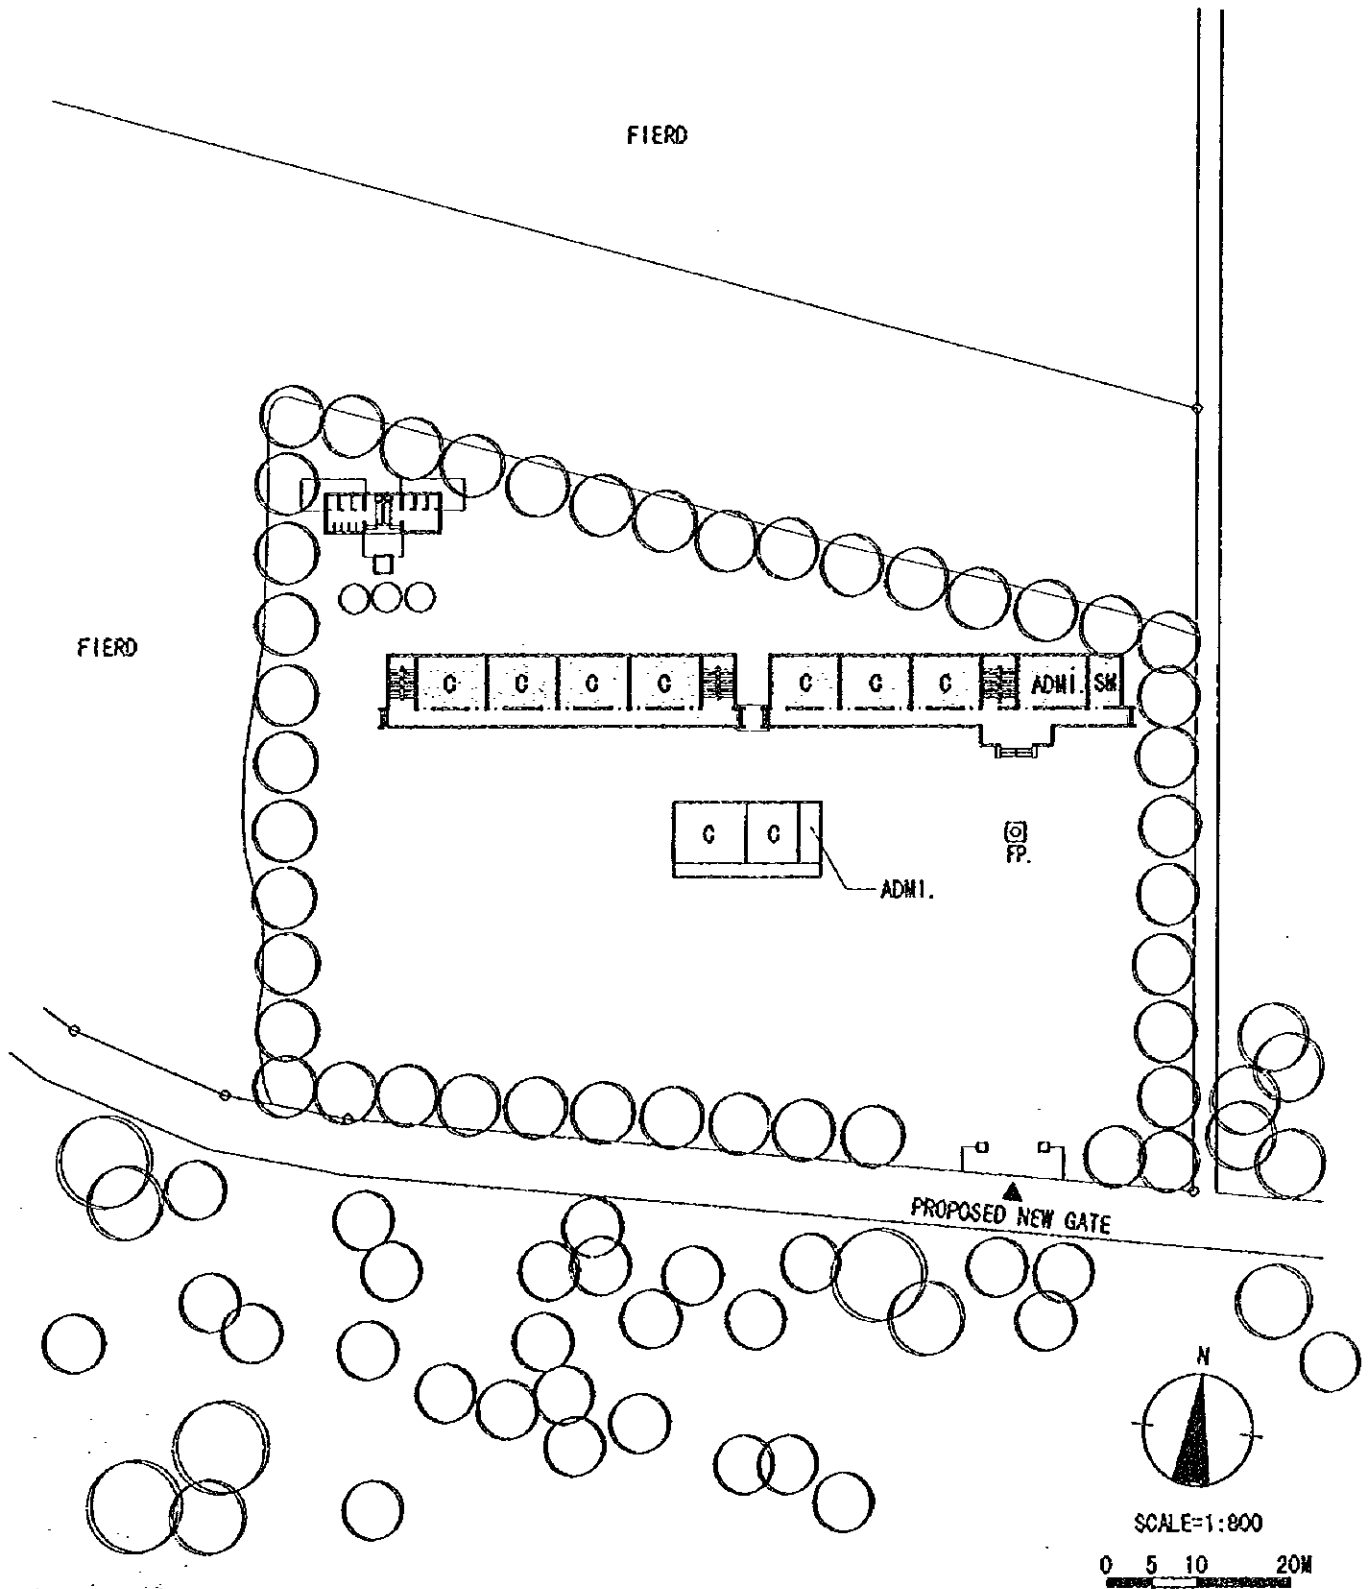 FIERD
FIERD
C C C C C C C ADMI. SM
C C
FP.
ADMI.
PROPOSED NEW GATE
N
SCALE=1:800
0 5 10 20M